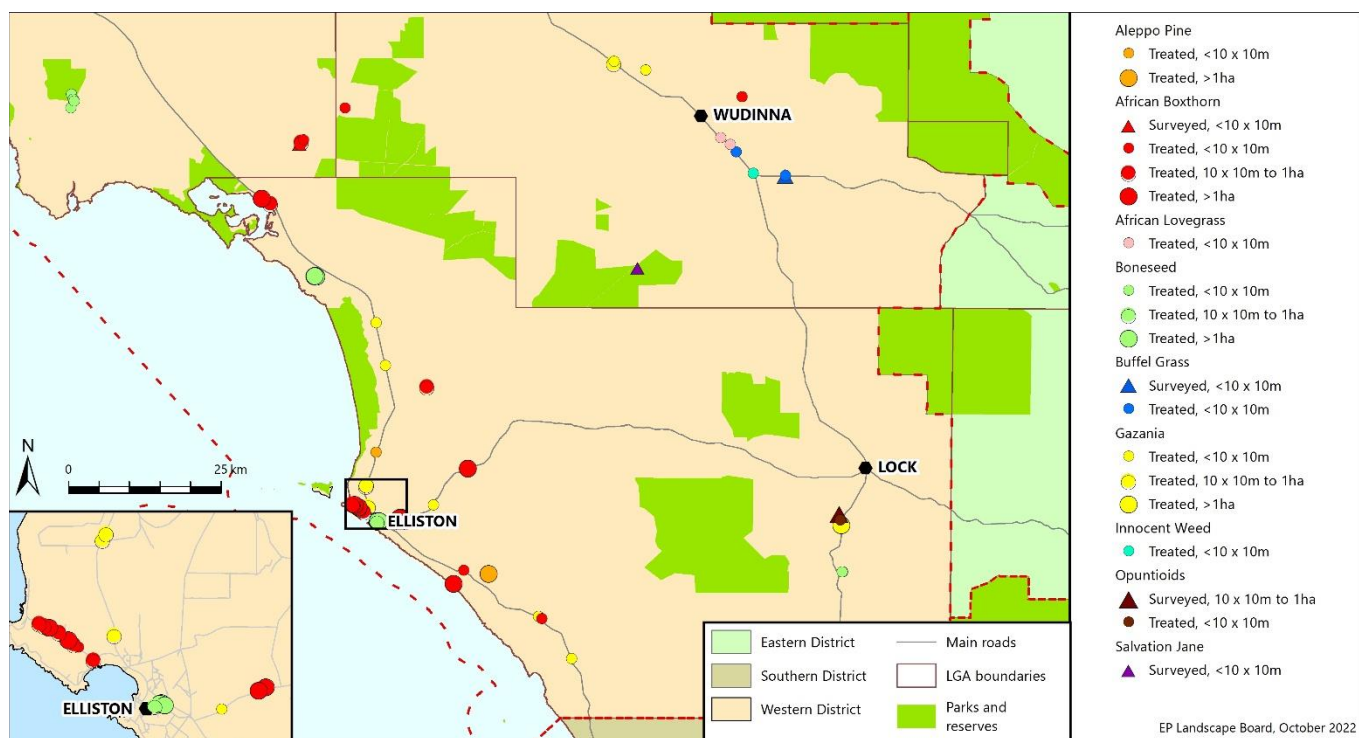 WUDINNA
LOCK
N
0
25 km
ELLISTON
ELLISTON
Eastern District
Southern District
Western District
Main roads
LGA boundaries
Parks and
reserves
Aleppo Pine
Treated, <10 x 10m
Treated, >1ha
African Boxthorn
Surveyed, <10 x 10m
Treated, <10 x 10m
Treated, 10 x 10m to 1ha
Treated, >1ha
African Lovegrass
Treated, <10 x 10m
Boneseed
Treated, <10 x 10m
Treated, 10 x 10m to 1ha
Treated, >1ha
Buffel Grass
Surveyed, <10 x 10m
Treated, <10 x 10m
Gazania
Treated, <10 x 10m
Treated, 10 x 10m to 1ha
Treated, >1ha
Innocent Weed
Treated, <10 x 10m
Opuntioids
Surveyed, 10 x 10m to 1ha
Treated, <10 x 10m
Salvation Jane
Surveyed, <10 x 10m
EP Landscape Board, October 2022